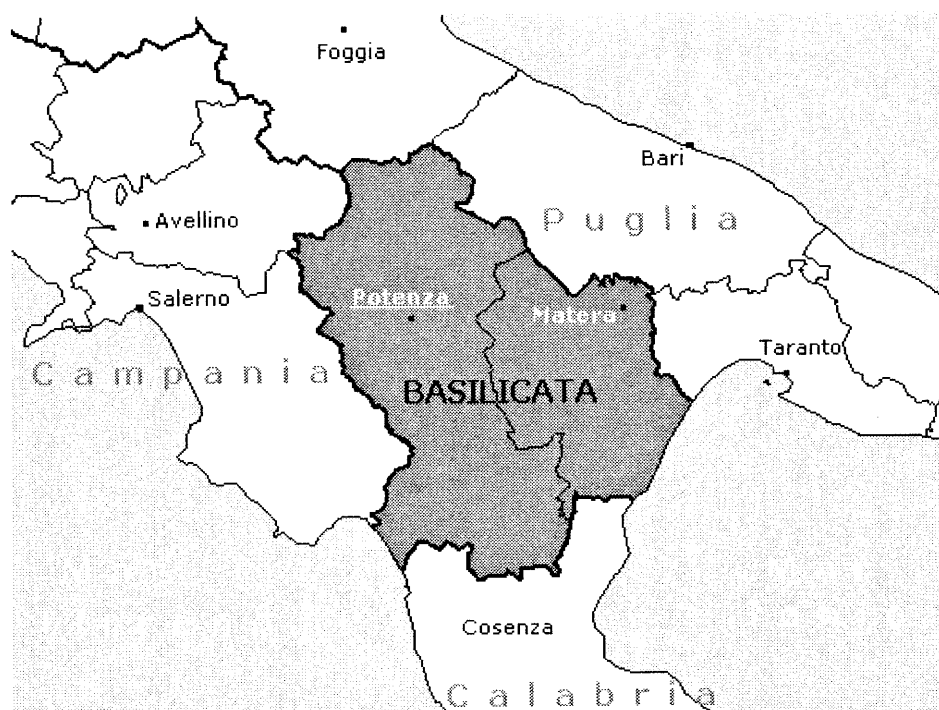 Foggia
Bari
Avellino
Puglia
Potenza
Salerno
Matera
Taranto
Campania
BASILICATA
Cosenza
Calabria